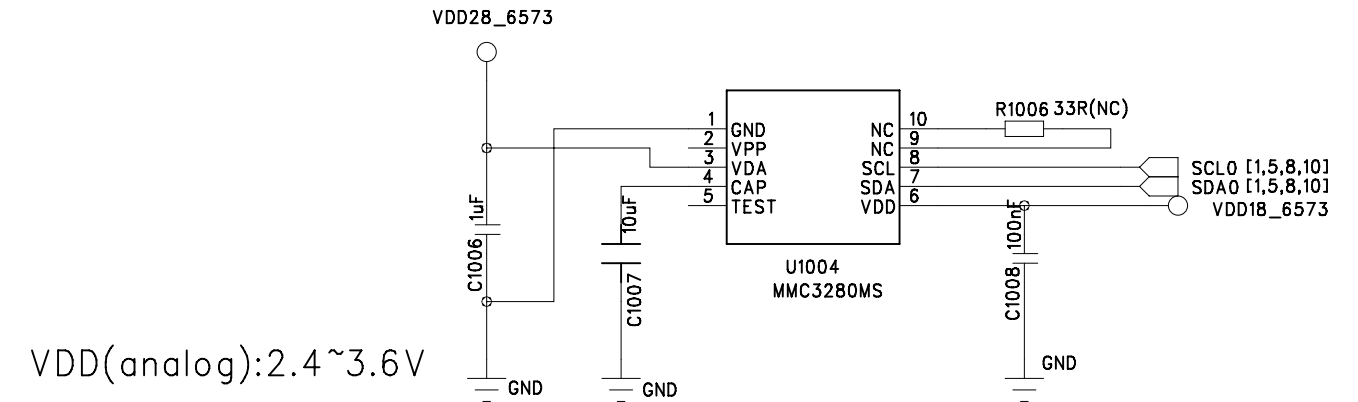 VDD28_6573
1 GND
2 VPP
3 VDA
4 CAP
5 TEST
NC 10
NC 9
SCL 8
SDA 7
VDD 6
R1006 33R(NC)
SCL0 [1,5,8,10]
SDA0 [1,5,8,10]
VDD18_6573
1uF
C1006
10uF
C1007
100nF
C1008
U1004
MMC3280MS
VDD(analog):2.4~3.6V
GND
GND
GND